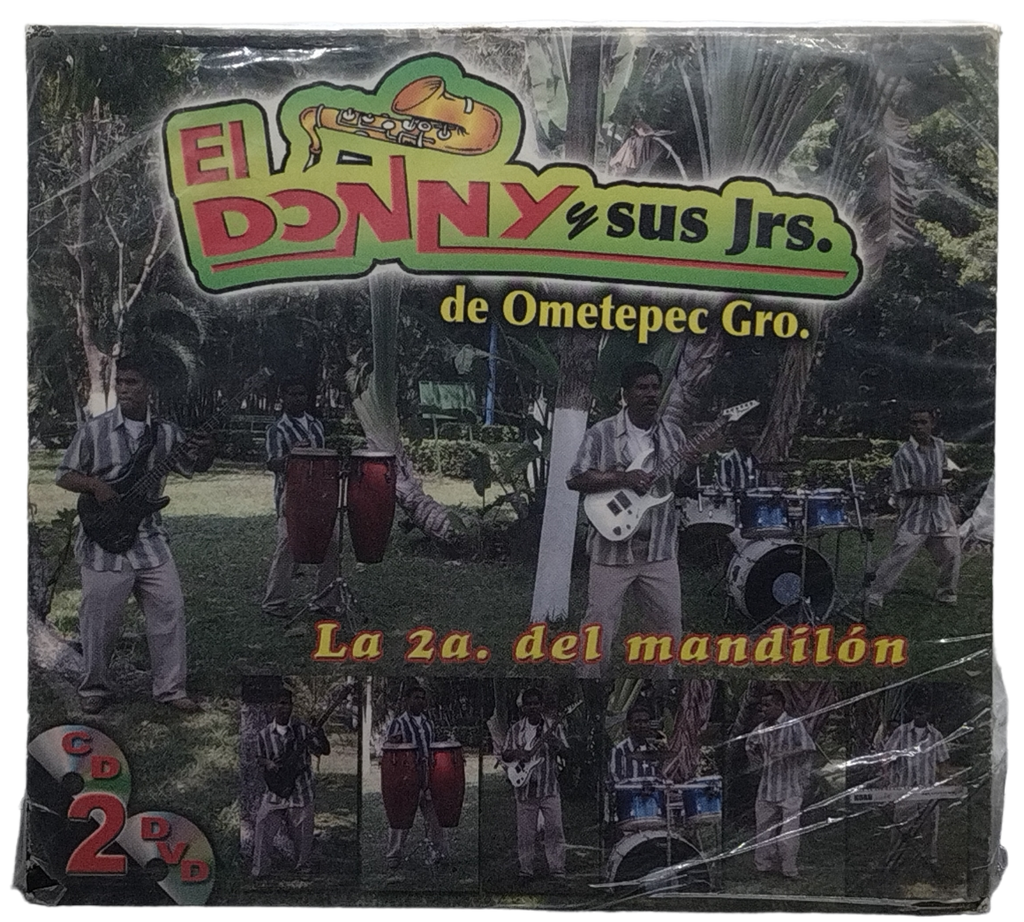 El
DONNY y sus Jrs.
de Ometepec Gro.
La 2a. del mandilón
CD
2
DVD